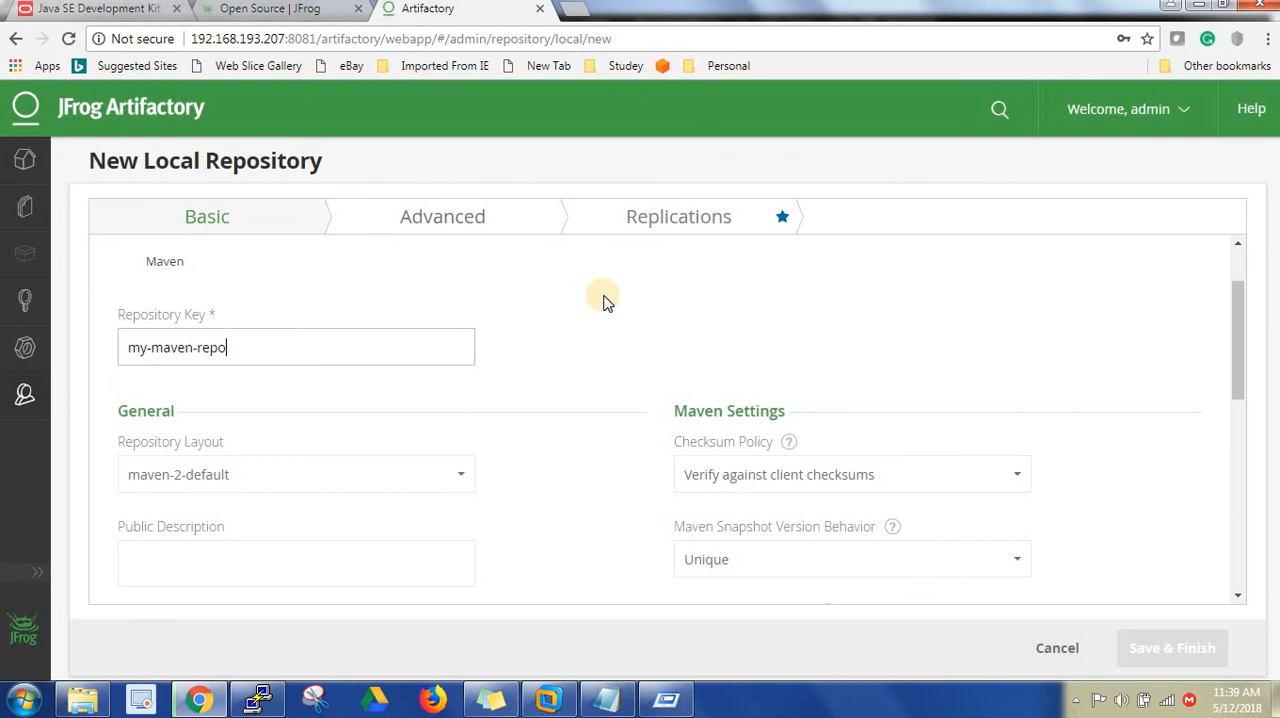 Java SE Development Kit
Open Source | JFrog
Artifactory
Not secure
192.168.193.207:8081/artifactory/webapp/#/admin/repository/local/new
Apps
Suggested Sites
Web Slice Gallery
eBay
Imported From IE
New Tab
Studey
Personal
Other bookmarks
JFrog Artifactory
Welcome, admin
Help
New Local Repository
Basic
Advanced
Replications
Maven
Repository Key *
my-maven-repo
General
Maven Settings
Repository Layout
Checksum Policy ?
maven-2-default
Verify against client checksums
Public Description
Maven Snapshot Version Behavior ?
Unique
Cancel
Save & Finish
JFrog
11:39 AM
5/12/2018